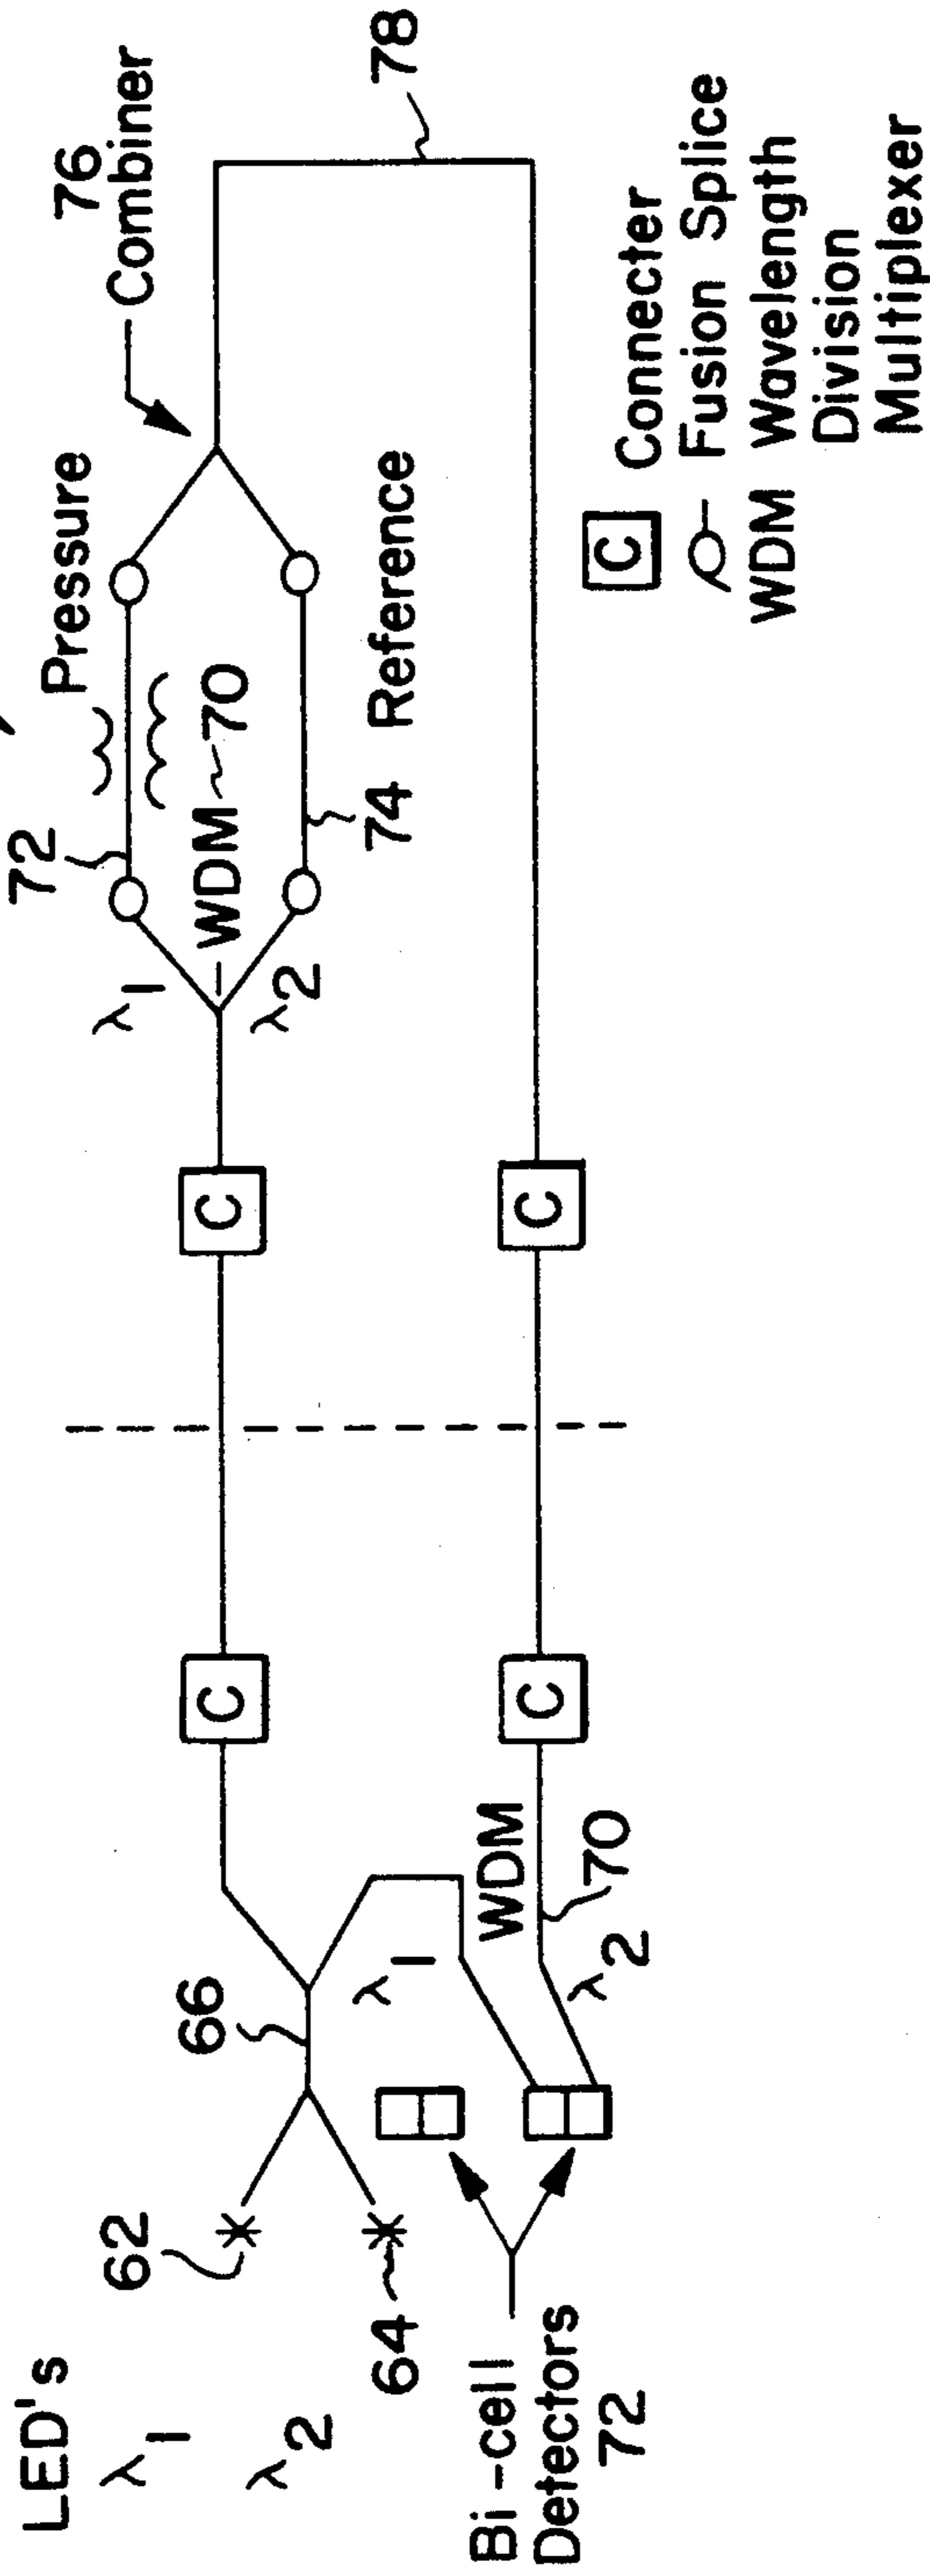 LED's
λ1
λ2
62
64
66
Bi-cell
Detectors
72
λ1
WDM
λ2
70
C
C
C
C
λ1
λ2
72
Pressure
WDM 70
74 Reference
76
Combiner
78
C Connecter
Fusion Splice
WDM Wavelength
Division
Multiplexer